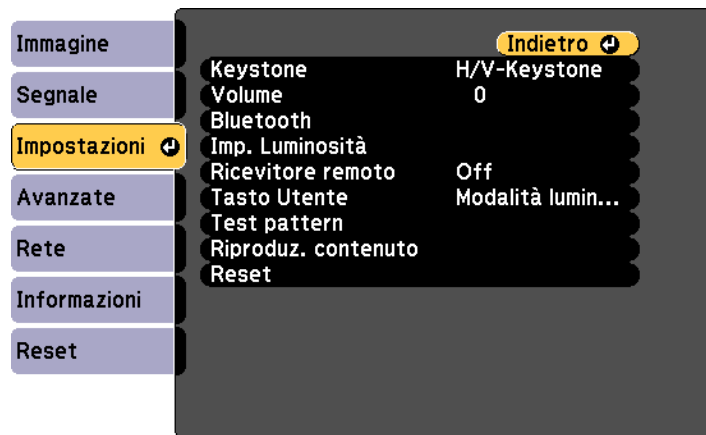 Immagine
Segnale
Impostazioni
Avanzate
Rete
Informazioni
Reset
Indietro
Keystone H/V-Keystone
Volume 0
Bluetooth
Imp. Luminosità
Ricevitore remoto Off
Tasto Utente Modalità lumin...
Test pattern
Riproduz. contenuto
Reset